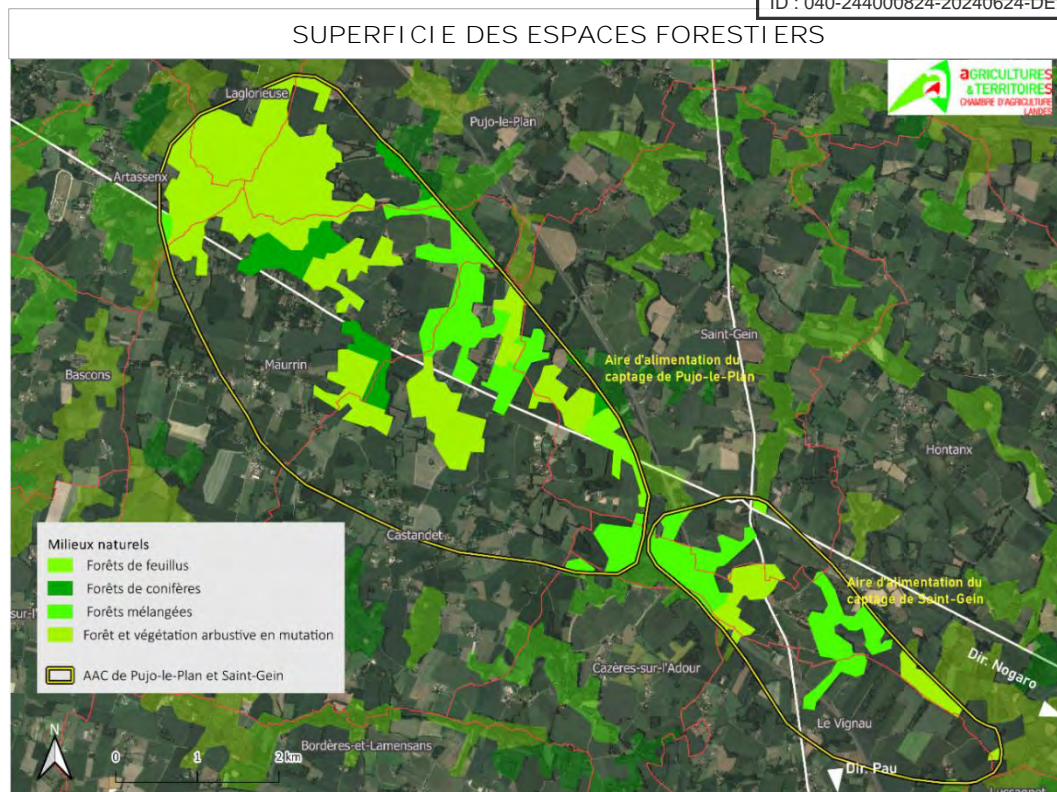 ID : 040-244000824-20240624-DE
SUPERFICIE DES ESPACES FORESTIERS
aGRICULTURES
& TERRITOIRES
CHAMBRE D'AGRICULTURE
LANDES
Laglorieuse
Pujo-le-Plan
Artassenx
Saint-Gein
Aire d'alimentation du
captage de Pujo-le-Plan
Maurrin
Bascons
Hontanx
Castandet
Milieux naturels
Forêts de feuillus
Forêts de conifères
Forêts mélangées
Forêt et végétation arbustive en mutation
AAC de Pujo-le-Plan et Saint-Gein
Aire d'alimentation du
captage de Saint-Gein
Dir. Nogaro
Cazères-sur-l'Adour
Le Vignau
Bordères-et-Lamensans
Dir. Pau
N
0 1 2 km